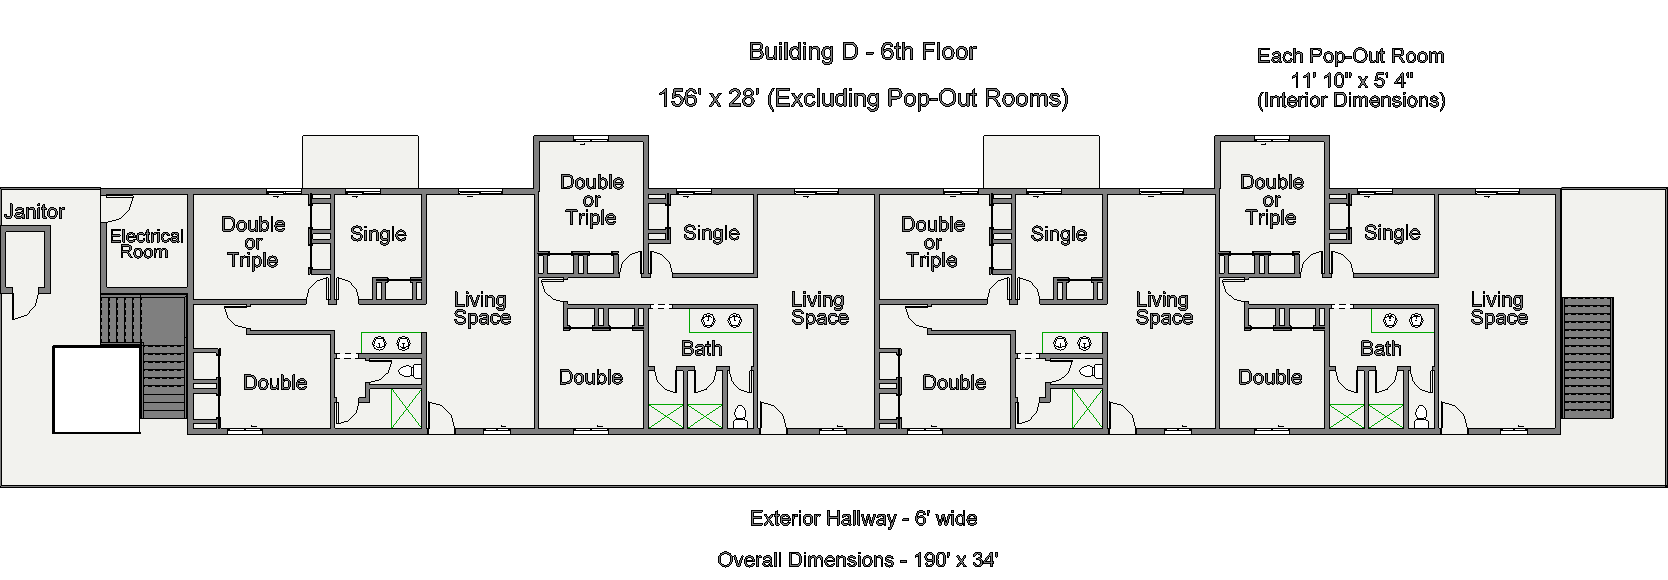 Building D - 6th Floor
156' x 28' (Excluding Pop-Out Rooms)
Each Pop-Out Room
11' 10" x 5' 4"
(Interior Dimensions)
Janitor
Electrical
Room
Double
or
Triple
Single
Living
Space
Double
Double
or
Triple
Single
Living
Space
Double
Bath
Double
or
Triple
Single
Living
Space
Double
Double
or
Triple
Single
Living
Space
Double
Bath
Exterior Hallway - 6' wide
Overall Dimensions - 190' x 34'